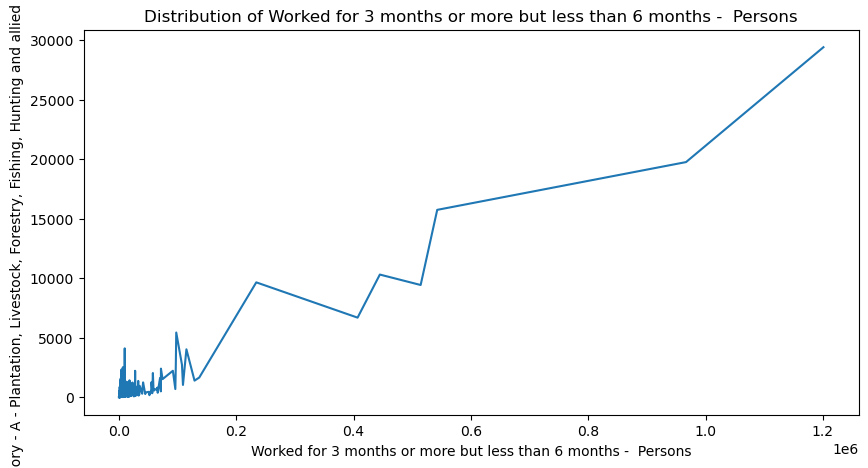 Distribution of Worked for 3 months or more but less than 6 months -  Persons
ory - A - Plantation, Livestock, Forestry, Fishing, Hunting and allied
30000
25000
20000
15000
10000
5000
0
0.0 0.2 0.4 0.6 0.8 1.0 1.2
1e6
Worked for 3 months or more but less than 6 months -  Persons